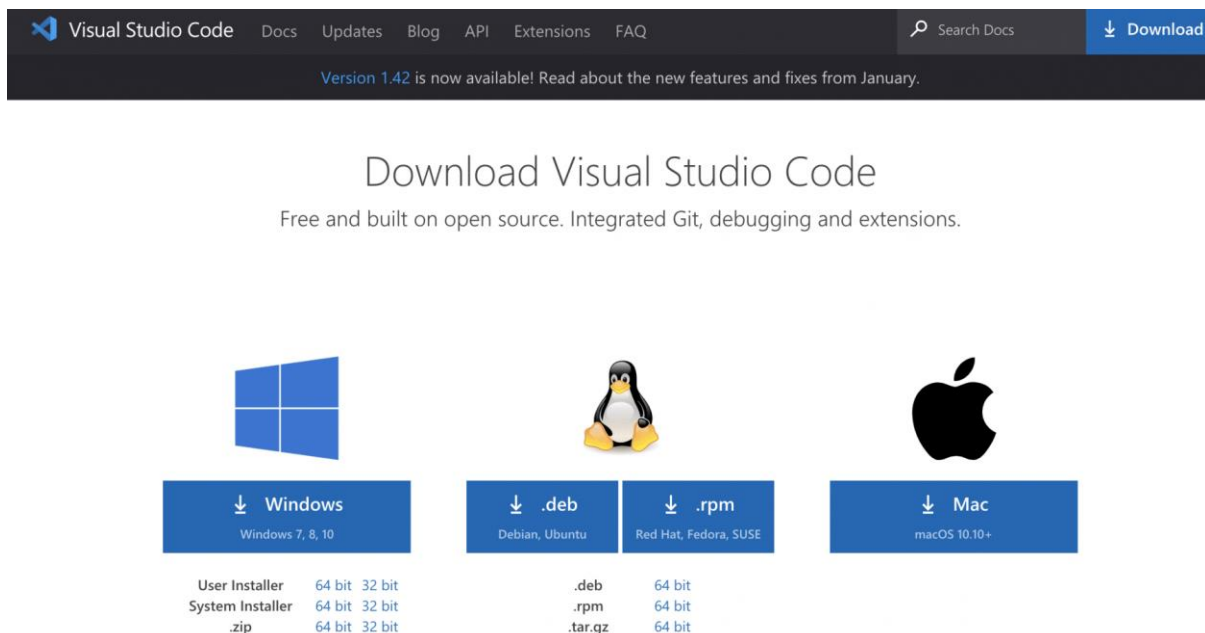 Visual Studio Code Docs Updates Blog API Extensions FAQ Search Docs Download
Version 1.42 is now available! Read about the new features and fixes from January.
Download Visual Studio Code
Free and built on open source. Integrated Git, debugging and extensions.
Windows
Windows 7, 8, 10
.deb
Debian, Ubuntu
.rpm
Red Hat, Fedora, SUSE
Mac
macOS 10.10+
User Installer 64 bit 32 bit
System Installer 64 bit 32 bit
.zip 64 bit 32 bit
.deb 64 bit
.rpm 64 bit
.tar.gz 64 bit